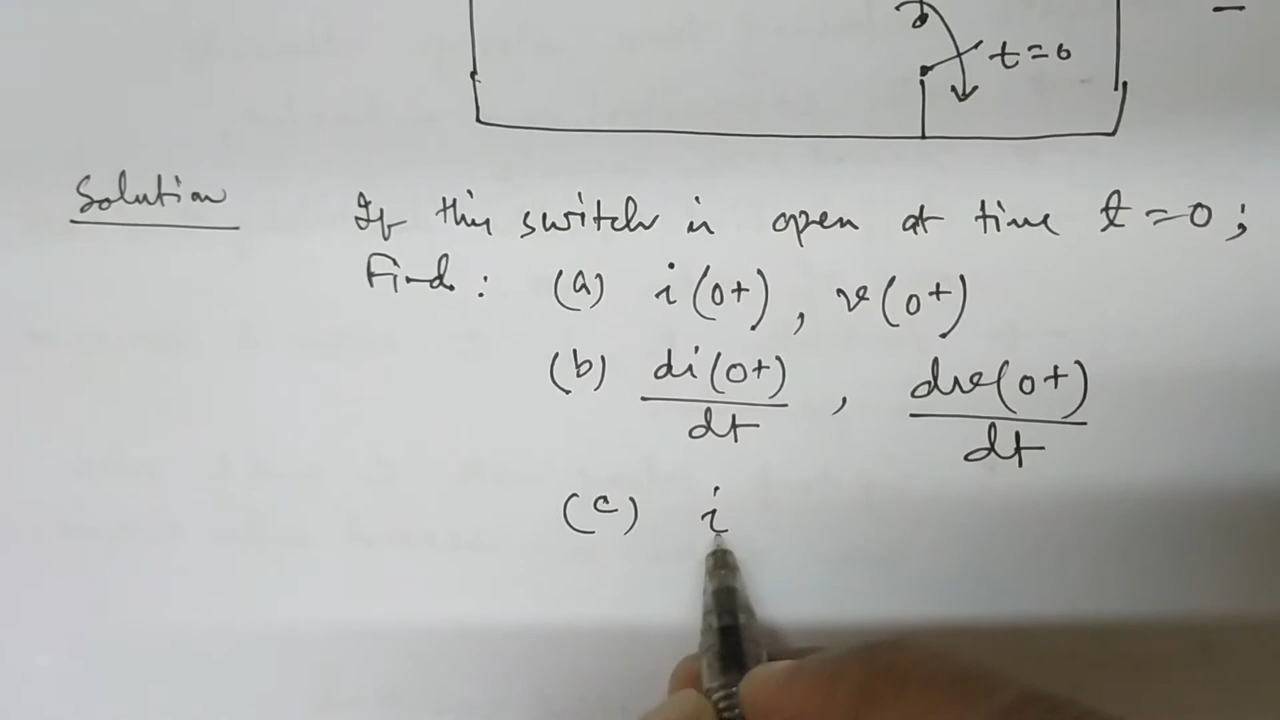 t=0
Solution If this switch is open at time t=0;
Find: (a) i(0+), v(0+)
(b) di(0+)/dt, dv(0+)/dt
(c) i